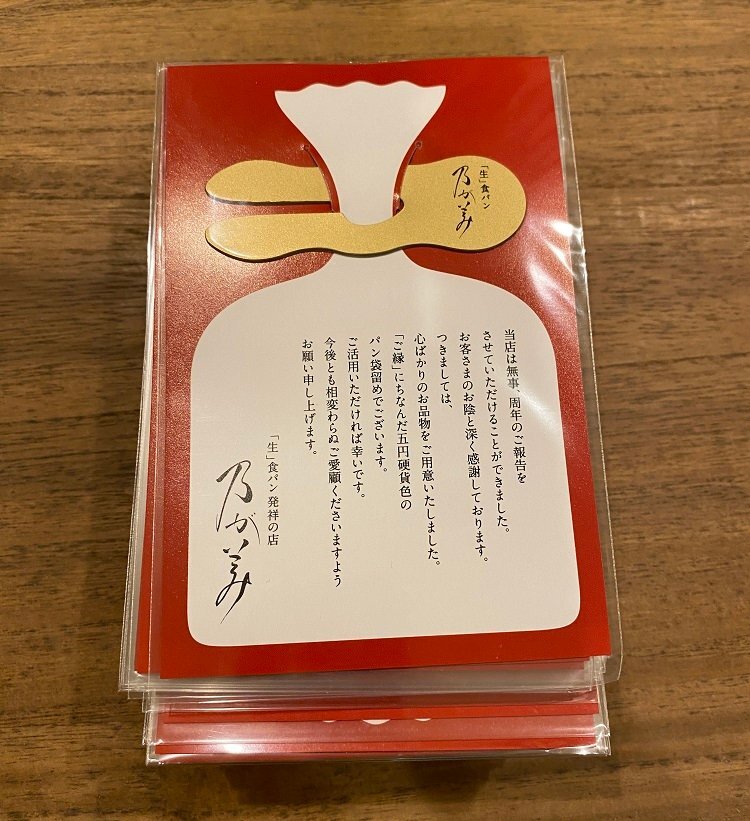 「生」食パン
乃が美
当店は無事 周年のご報告を
させていただけることができました。
お客さまのお陰と深く感謝しております。
つきましては、
心ばかりのお品物をご用意いたしました。
「ご縁」にちなんだ五円硬貨色の
パン袋留めでございます。
ご活用いただければ幸いです。
今後とも相変わらぬご愛顧くださいますよう
お願い申し上げます。
「生」食パン発祥の店
乃が美